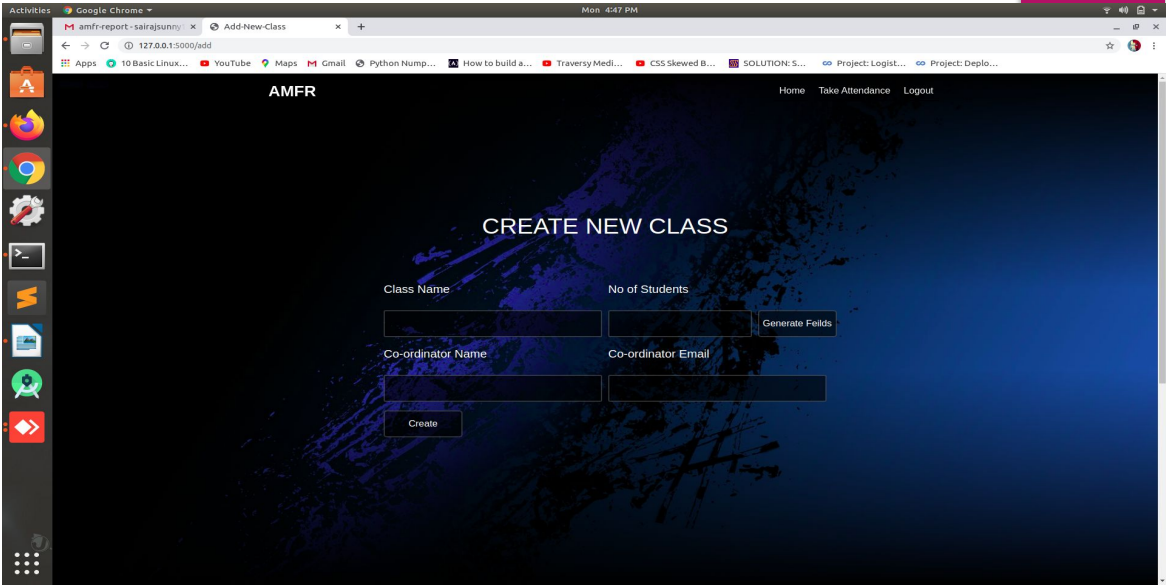 Activities Google Chrome Mon 4:47 PM
amfr-report - sairajsunny Add-New-Class
127.0.0.1:5000/add
Apps 10 Basic Linux... YouTube Maps Gmail Python Nump... How to build a... Traversy Medi... CSS Skewed B... SOLUTION: S... Project: Logist... Project: Deplo...
AMFR Home Take Attendance Logout
CREATE NEW CLASS
Class Name No of Students
Generate Feilds
Co-ordinator Name Co-ordinator Email
Create